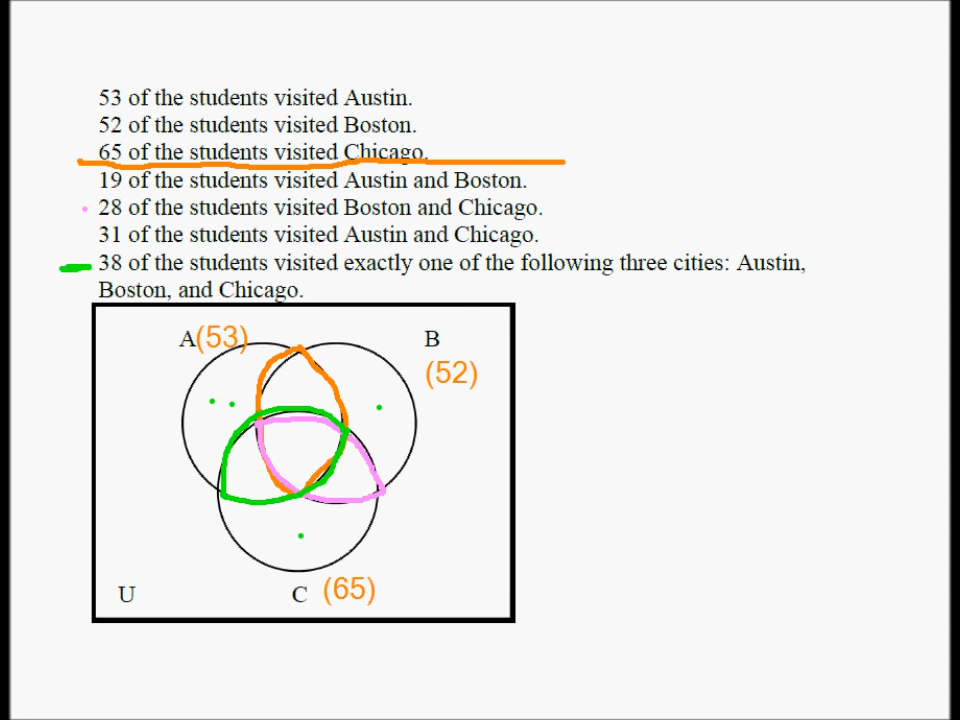 53 of the students visited Austin.
52 of the students visited Boston.
65 of the students visited Chicago.
19 of the students visited Austin and Boston.
28 of the students visited Boston and Chicago.
31 of the students visited Austin and Chicago.
38 of the students visited exactly one of the following three cities: Austin,
Boston, and Chicago.
A(53)
B
(52)
U
C (65)